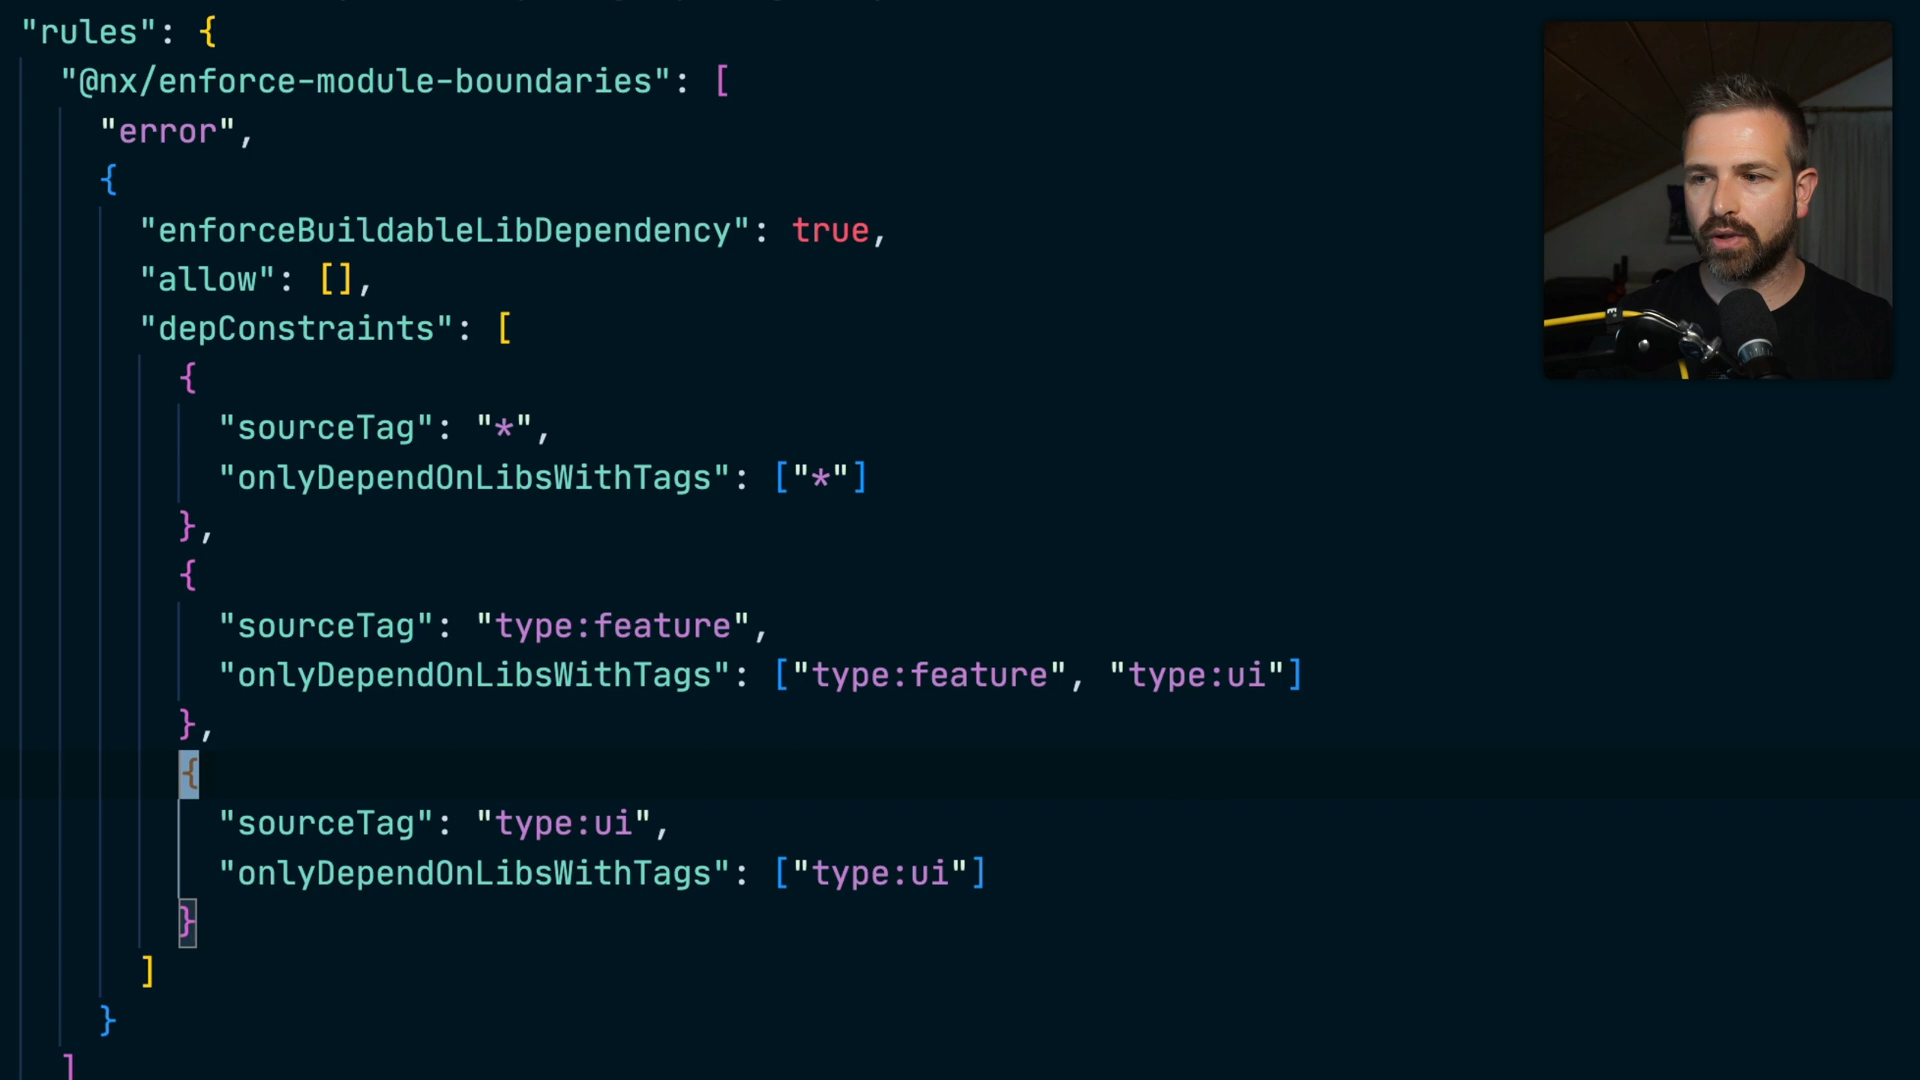 "rules": {
"@nx/enforce-module-boundaries": [
"error",
{
"enforceBuildableLibDependency": true,
"allow": [],
"depConstraints": [
{
"sourceTag": "*",
"onlyDependOnLibsWithTags": ["*"]
},
{
"sourceTag": "type:feature",
"onlyDependOnLibsWithTags": ["type:feature", "type:ui"]
},
{
"sourceTag": "type:ui",
"onlyDependOnLibsWithTags": ["type:ui"]
}
]
}
]